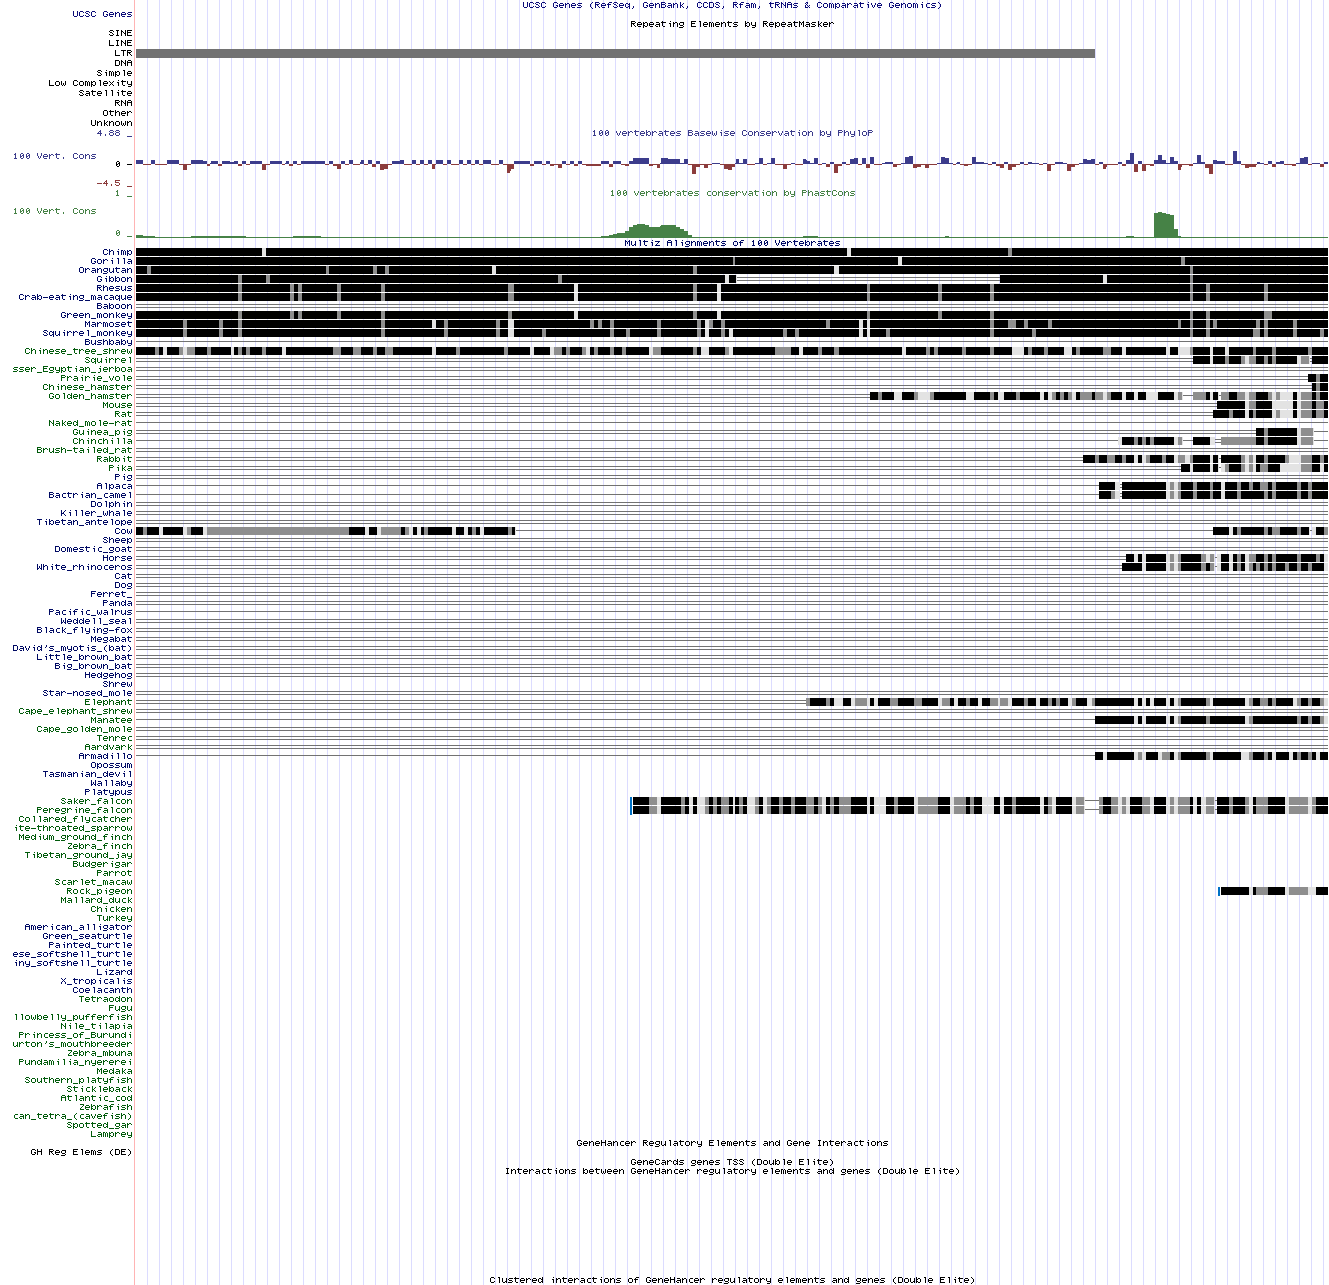 UCSC Genes (RefSeq, GenBank, CCDS, Rfam, tRNAs & Comparative Genomics)
UCSC Genes
Repeating Elements by RepeatMasker
SINE
LINE
LTR
DNA
Simple
Low Complexity
Satellite
RNA
Other
Unknown
4.88 _
100 vertebrates Basewise Conservation by PhyloP
100 Vert. Cons
0 _
-4.5 _
1 _
100 vertebrates conservation by PhastCons
100 Vert. Cons
0 _
Multiz Alignments of 100 Vertebrates
Chimp
Gorilla
Orangutan
Gibbon
Rhesus
Crab-eating_macaque
Baboon
Green_monkey
Marmoset
Squirrel_monkey
Bushbaby
Chinese_tree_shrew
Squirrel
sser_Egyptian_jerboa
Prairie_vole
Chinese_hamster
Golden_hamster
Mouse
Rat
Naked_mole-rat
Guinea_pig
Chinchilla
Brush-tailed_rat
Rabbit
Pika
Pig
Alpaca
Bactrian_camel
Dolphin
Killer_whale
Tibetan_antelope
Cow
Sheep
Domestic_goat
Horse
White_rhinoceros
Cat
Dog
Ferret_
Panda
Pacific_walrus
Weddell_seal
Black_flying-fox
Megabat
David's_myotis_(bat)
Little_brown_bat
Big_brown_bat
Hedgehog
Shrew
Star-nosed_mole
Elephant
Cape_elephant_shrew
Manatee
Cape_golden_mole
Tenrec
Aardvark
Armadillo
Opossum
Tasmanian_devil
Wallaby
Platypus
Saker_falcon
Peregrine_falcon
Collared_flycatcher
ite-throated_sparrow
Medium_ground_finch
Zebra_finch
Tibetan_ground_jay
Budgerigar
Parrot
Scarlet_macaw
Rock_pigeon
Mallard_duck
Chicken
Turkey
American_alligator
Green_seaturtle
Painted_turtle
ese_softshell_turtle
iny_softshell_turtle
Lizard
X_tropicalis
Coelacanth
Tetraodon
Fugu
llowbelly_pufferfish
Nile_tilapia
Princess_of_Burundi
urton's_mouthbreeder
Zebra_mbuna
Pundamilia_nyererei
Medaka
Southern_platyfish
Stickleback
Atlantic_cod
Zebrafish
can_tetra_(cavefish)
Spotted_gar
Lamprey
GeneHancer Regulatory Elements and Gene Interactions
GH Reg Elems (DE)
GeneCards genes TSS (Double Elite)
Interactions between GeneHancer regulatory elements and genes (Double Elite)
Clustered interactions of GeneHancer regulatory elements and genes (Double Elite)